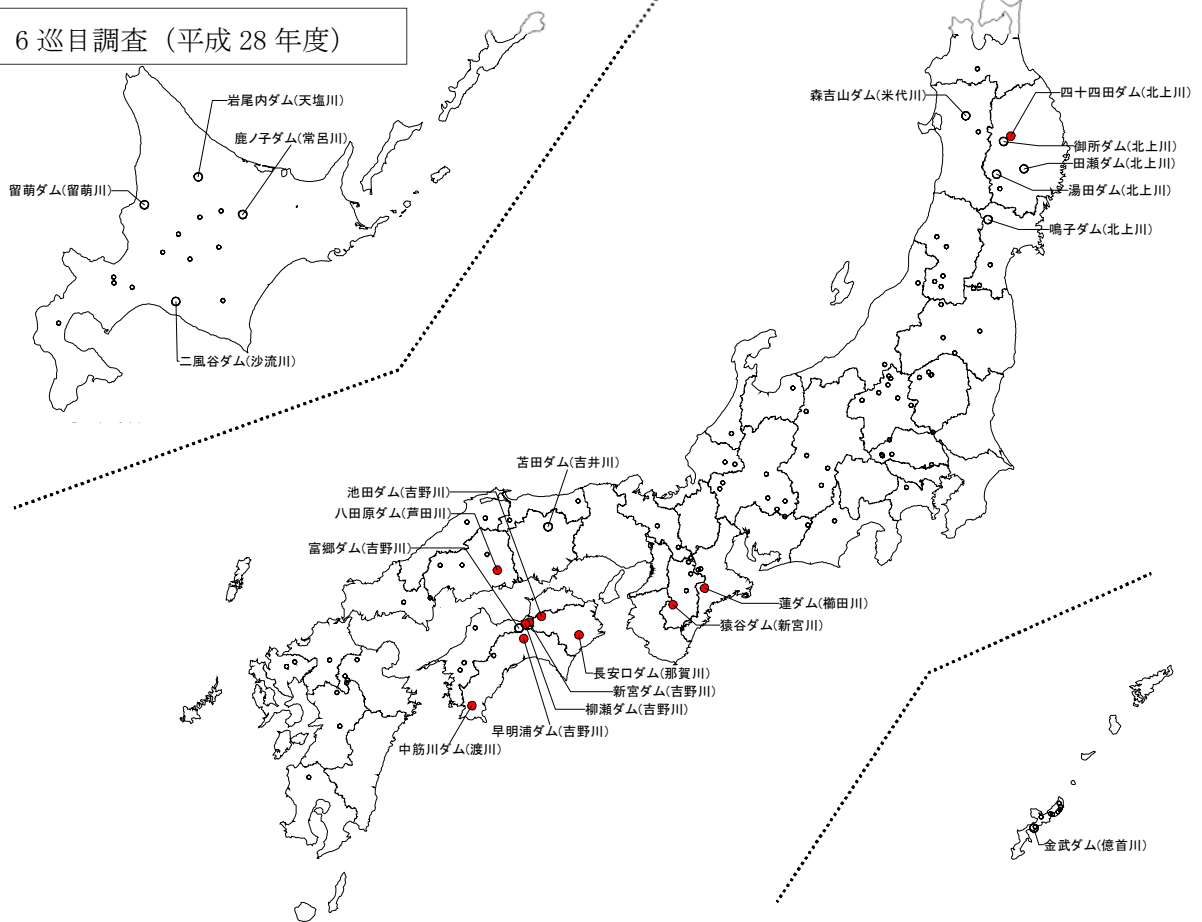 6 巡目調査（平成 28 年度）
岩尾内ダム(天塩川)
鹿ノ子ダム(常呂川)
留萌ダム(留萌川)
二風谷ダム(沙流川)
森吉山ダム(米代川)
四十四田ダム(北上川)
御所ダム(北上川)
田瀬ダム(北上川)
湯田ダム(北上川)
鳴子ダム(北上川)
苫田ダム(吉井川)
池田ダム(吉野川)
八田原ダム(芦田川)
富郷ダム(吉野川)
蓮ダム(櫛田川)
猿谷ダム(新宮川)
長安口ダム(那賀川)
新宮ダム(吉野川)
柳瀬ダム(吉野川)
早明浦ダム(吉野川)
中筋川ダム(渡川)
金武ダム(億首川)